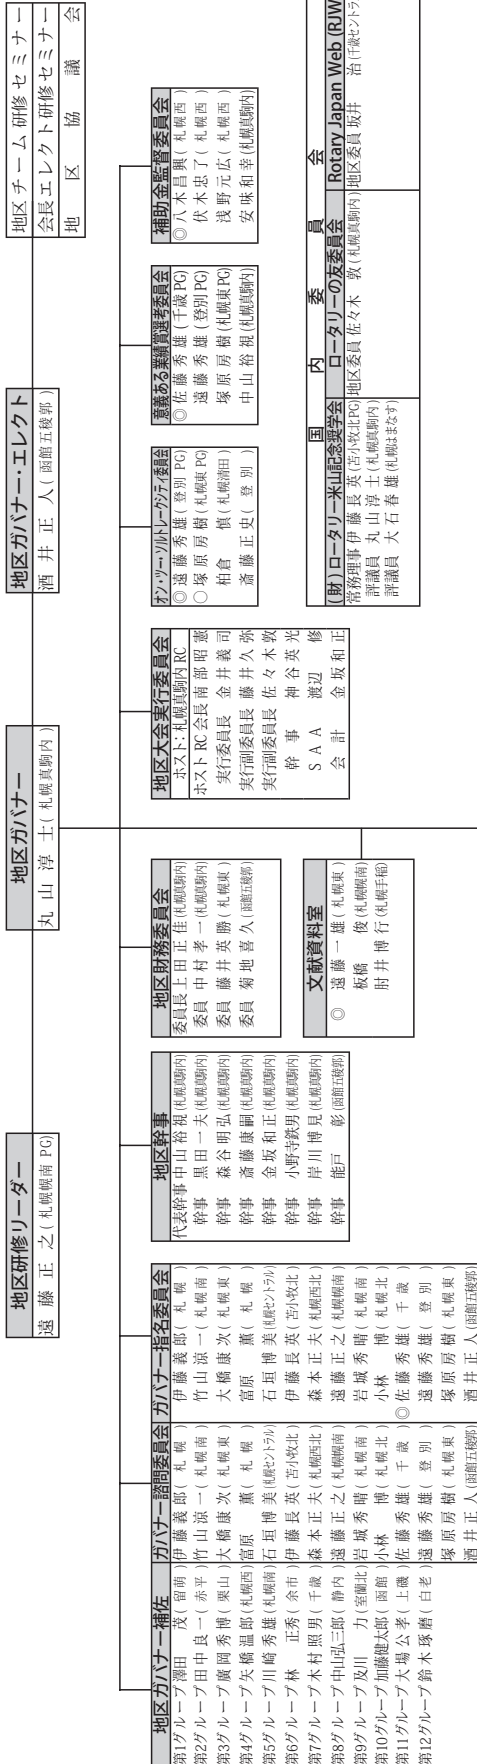 地区研修リーダー
遠藤正之(札幌幌南PG)
地区ガバナー
丸山淳士(札幌真駒内)
地区ガバナー・エレクト
酒井正人(函館五稜郭)
地区チーム研修セミナー
会長エレクト研修セミナー
地区協議会
地区ガバナー補佐
第1グループ 澤田 茂(留萌)
第2グループ 田中良一(赤平)
第3グループ 廣岡秀博(栗山)
第4グループ 矢橋温郎(札幌西)
第5グループ 川崎秀雄(札幌南)
第6グループ 林 正秀(余市)
第7グループ 木村照男(千歳)
第8グループ 中山弘三郎(静内)
第9グループ 及川 力(室蘭北)
第10グループ 加藤健太郎(函館)
第11グループ 大場公孝(上磯)
第12グループ 鈴木琢磨(白老)
ガバナー諮問委員会
伊藤義郎(札幌)
竹山涼一(札幌南)
大橋康次(札幌東)
富原 薫(札幌)
石垣博美(札幌セントラル)
伊藤長英(苫小牧北)
森本正夫(札幌西北)
遠藤正之(札幌幌南)
岩城秀晴(札幌南)
小林 博(札幌北)
佐藤秀雄(千歳)
遠藤秀雄(登別)
塚原房樹(札幌東)
酒井正人(函館五稜郭)
ガバナー指名委員会
伊藤義郎(札幌)
竹山涼一(札幌南)
大橋康次(札幌東)
富原 薫(札幌)
石垣博美(札幌セントラル)
伊藤長英(苫小牧北)
森本正夫(札幌西北)
遠藤正之(札幌幌南)
岩城秀晴(札幌南)
小林 博(札幌北)
◎佐藤秀雄(千歳)
遠藤秀雄(登別)
塚原房樹(札幌東)
酒井正人(函館五稜郭)
地区幹事
代表幹事 中山裕視(札幌真駒内)
幹事 黒田一夫(札幌真駒内)
幹事 森谷明弘(札幌真駒内)
幹事 斎藤康嗣(札幌真駒内)
幹事 金坂和正(札幌真駒内)
幹事 小野寺鉄男(札幌真駒内)
幹事 岸川博見(札幌真駒内)
幹事 能戸 彰(函館五稜郭)
地区財務委員会
委員長 上田正佳(札幌真駒内)
委員 中村孝一(札幌真駒内)
委員 藤井英勝(札幌東)
委員 菊地喜久(函館五稜郭)
文献資料室
◎ 遠藤一雄(札幌東)
板橋 俊(札幌幌南)
肘井博行(札幌手稲)
地区大会実行委員会
ホスト:札幌真駒内RC
ホストRC会長 南部昭憲
実行委員長 金井義司
実行副委員長 藤井久弥
実行副委員長 佐々木敦
幹事 神谷英光
SAA 渡辺 修
会計 金坂和正
オン・ツー・ソルトレークシティ委員会
◎遠藤秀雄(登別PG)
○塚原房樹(札幌東PG)
柏倉 慎(札幌清田)
斎藤正史(登別)
意義ある業績賞選考委員会
◎佐藤秀雄(千歳PG)
遠藤秀雄(登別PG)
塚原房樹(札幌東PG)
中山裕視(札幌真駒内)
補助金監督委員会
◎八木昌興(札幌西)
伏木忠了(札幌西)
浅野元広(札幌西)
安味和幸(札幌真駒内)
国内委員会
(財)ロータリー米山記念奨学会
常務理事 伊藤長英(苫小牧北PG)
評議員 丸山淳士(札幌真駒内)
評議員 大石春雄(札幌はまなす)
ロータリーの友委員会
地区委員 佐々木 敦(札幌真駒内)
Rotary Japan Web (RJW
地区委員 坂井 治(千歳セントラ